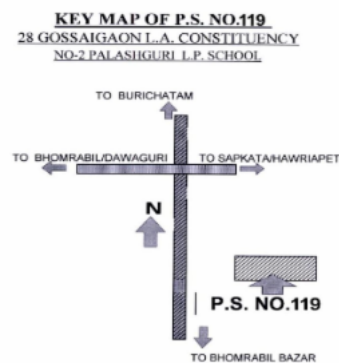 KEY MAP OF P.S. NO.119
28 GOSSAIGAON L.A. CONSTITUENCY
NO-2 PALASHGURI L.P. SCHOOL
TO BURICHATAM
TO BHOMRABIL/DAWAGURI
TO SAPKATA/HAWRIAPET
N
P.S. NO.119
TO BHOMRABIL BAZAR